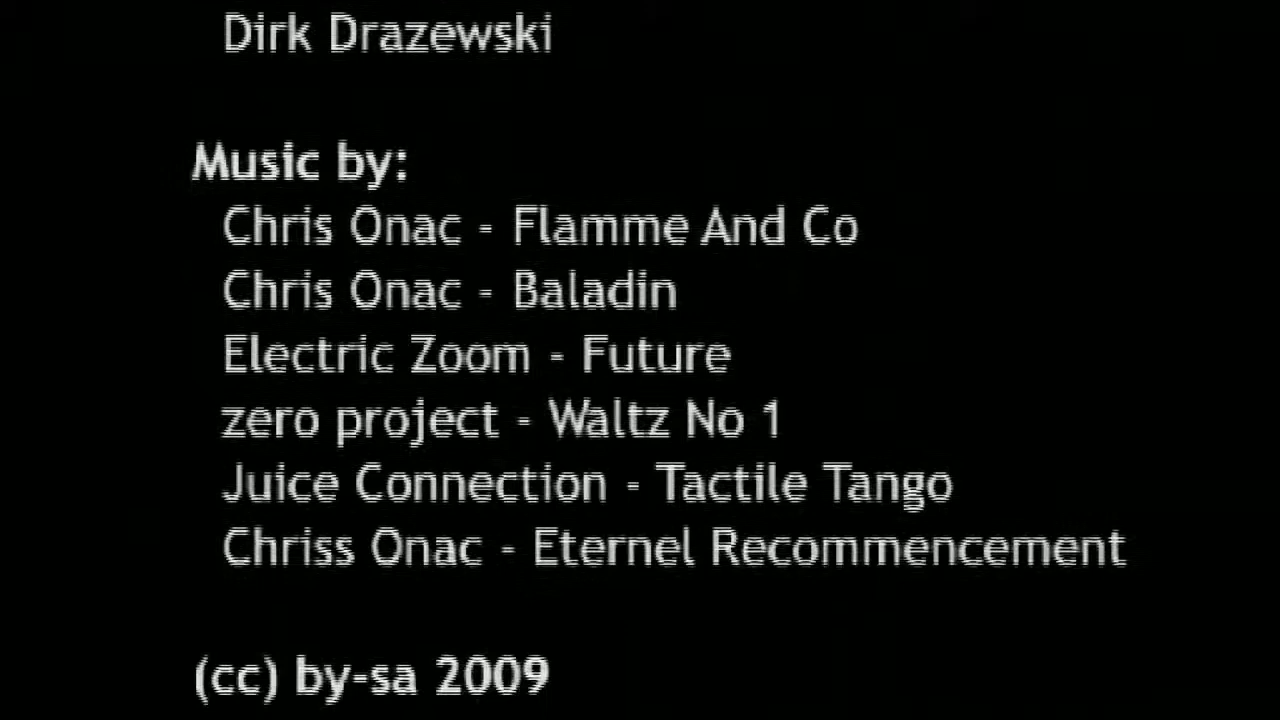 Dirk Drazewski
Music by:
Chris Onac - Flamme And Co
Chris Onac - Baladin
Electric Zoom - Future
zero project - Waltz No 1
Juice Connection - Tactile Tango
Chriss Onac - Eternel Recommencement
(cc) by-sa 2009